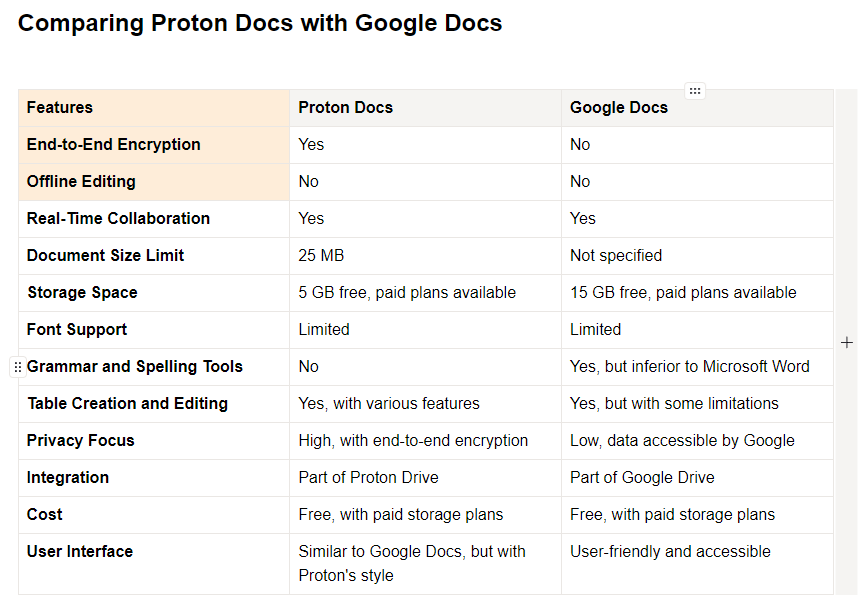 Comparing Proton Docs with Google Docs
Features Proton Docs Google Docs
End-to-End Encryption Yes No
Offline Editing No No
Real-Time Collaboration Yes Yes
Document Size Limit 25 MB Not specified
Storage Space 5 GB free, paid plans available 15 GB free, paid plans available
Font Support Limited Limited
Grammar and Spelling Tools No Yes, but inferior to Microsoft Word
Table Creation and Editing Yes, with various features Yes, but with some limitations
Privacy Focus High, with end-to-end encryption Low, data accessible by Google
Integration Part of Proton Drive Part of Google Drive
Cost Free, with paid storage plans Free, with paid storage plans
User Interface Similar to Google Docs, but with User-friendly and accessible
Proton's style